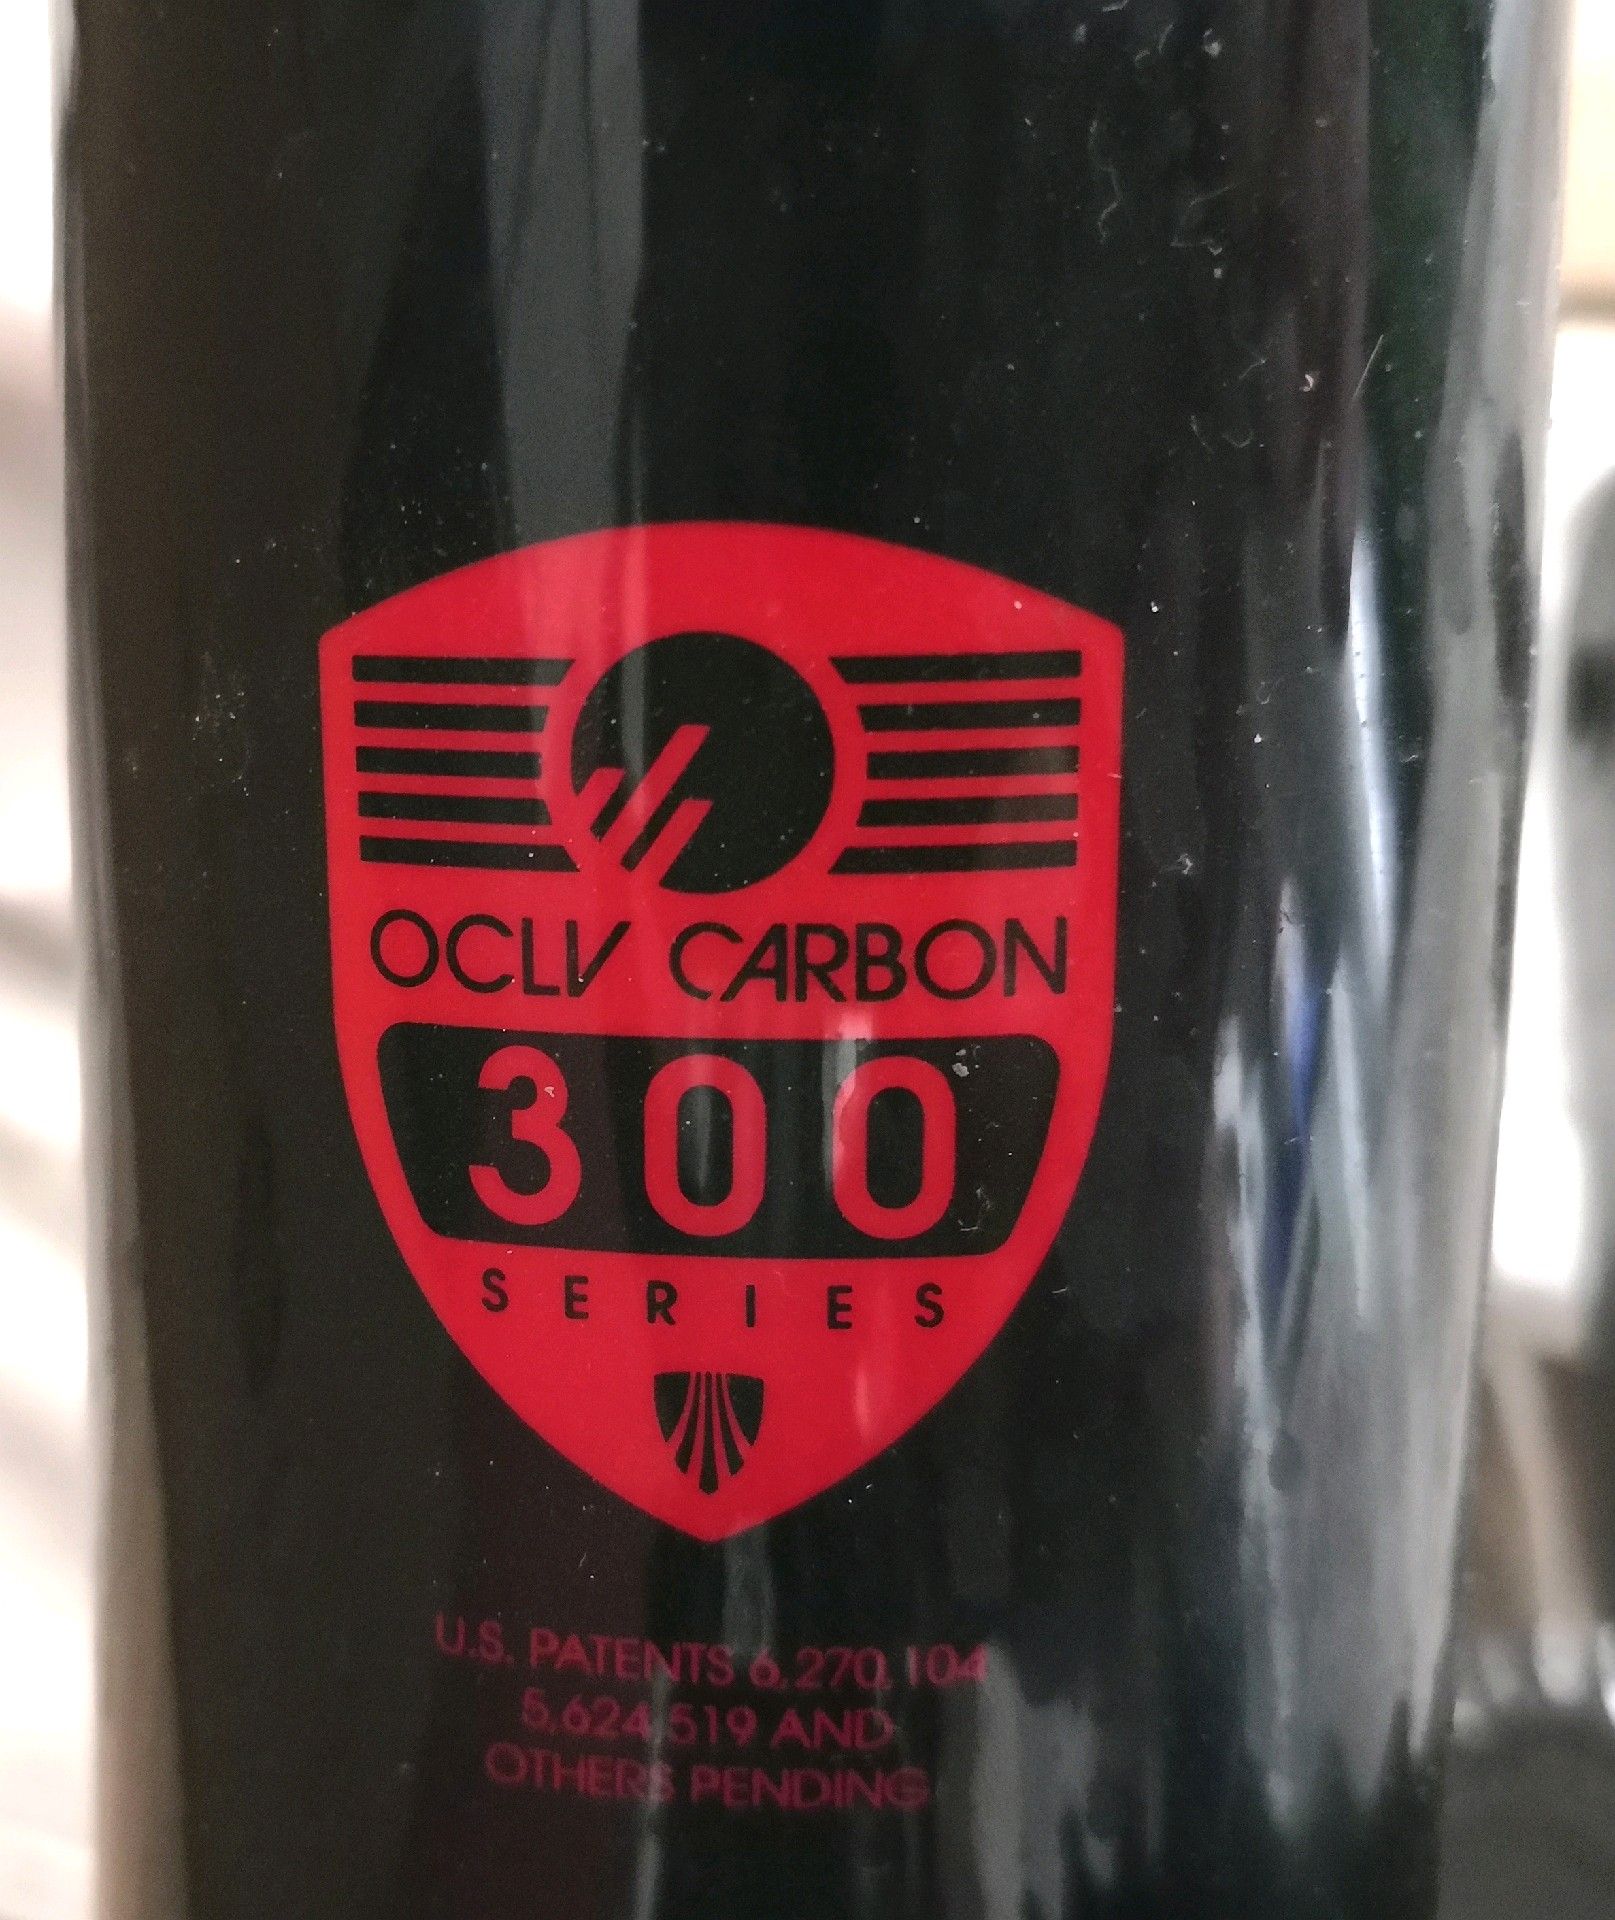 OCLV CARBON
300
SERIES
U.S. PATENTS 6,270,104
5,624,519 AND
OTHERS PENDING